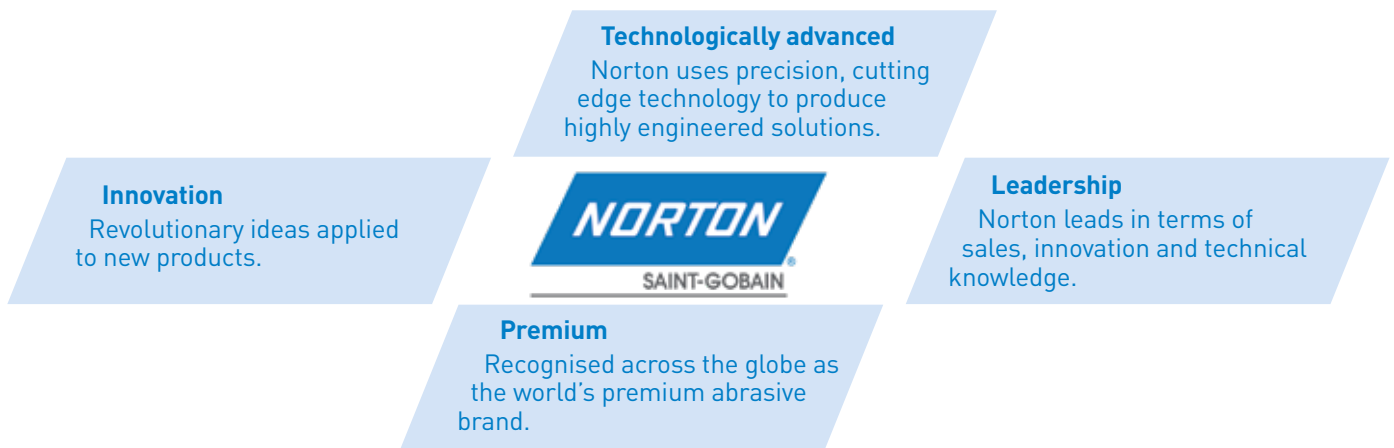 Technologically advanced
Norton uses precision, cutting
edge technology to produce
highly engineered solutions.
Innovation
Revolutionary ideas applied
to new products.
NORTON
®
SAINT-GOBAIN
Leadership
Norton leads in terms of
sales, innovation and technical
knowledge.
Premium
Recognised across the globe as
the world's premium abrasive
brand.